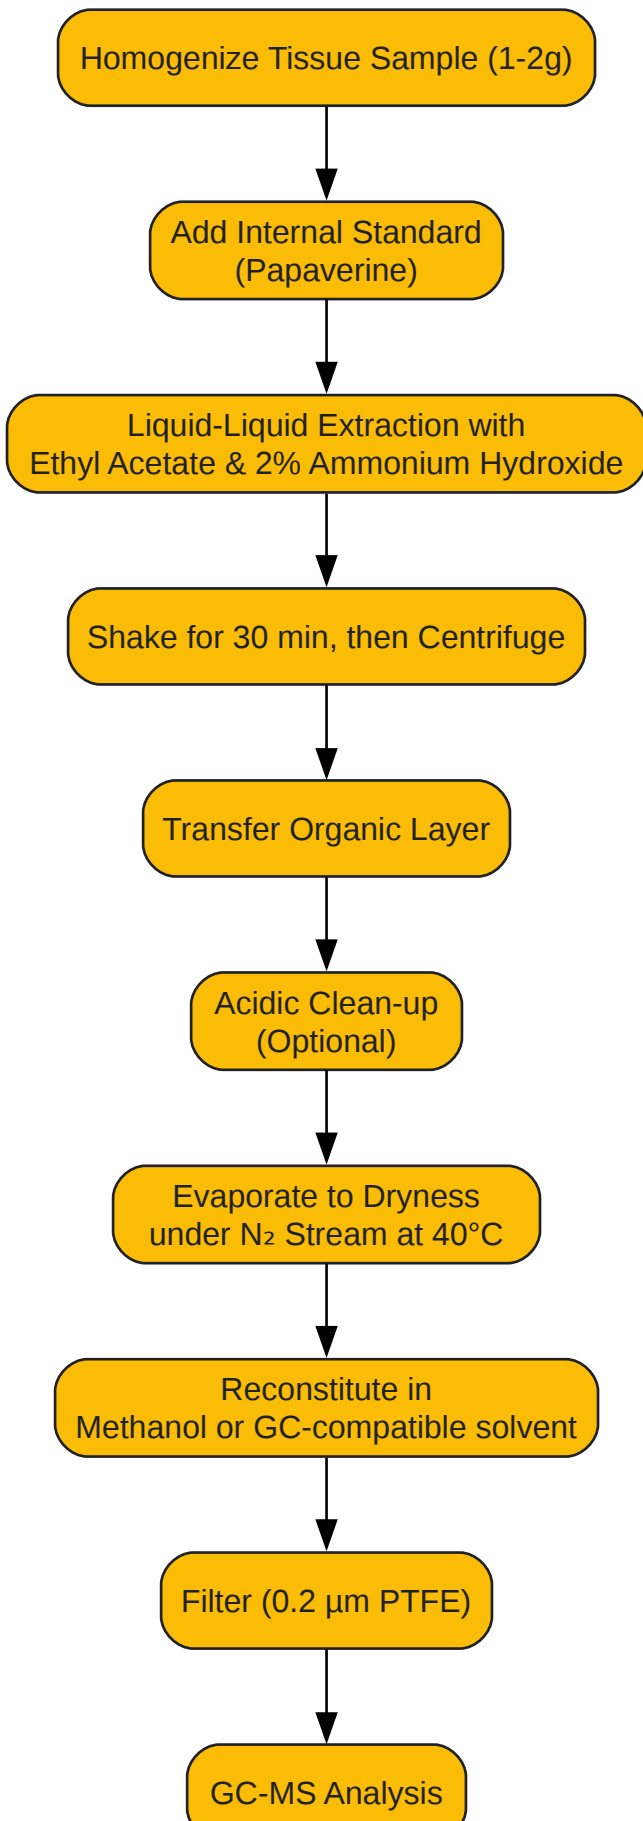 Homogenize Tissue Sample (1-2g)
Add Internal Standard
(Papaverine)
Liquid-Liquid Extraction with
Ethyl Acetate & 2% Ammonium Hydroxide
Shake for 30 min, then Centrifuge
Transfer Organic Layer
Acidic Clean-up
(Optional)
Evaporate to Dryness
under N₂ Stream at 40°C
Reconstitute in
Methanol or GC-compatible solvent
Filter (0.2 µm PTFE)
GC-MS Analysis